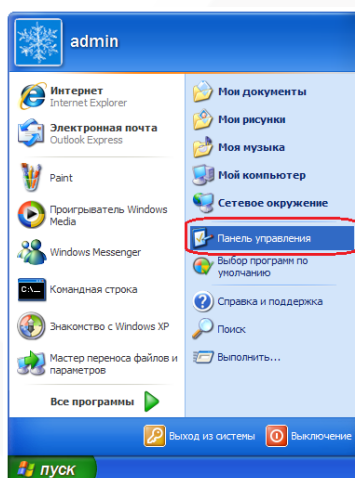 admin
Интернет
Internet Explorer
Электронная почта
Outlook Express
Paint
Проигрыватель Windows
Media
Windows Messenger
C:\_
Командная строка
Знакомство с Windows XP
Мастер переноса файлов и
параметров
Все программы
Мои документы
Мои рисунки
Моя музыка
Мой компьютер
Сетевое окружение
Панель управления
Выбор программ по
умолчанию
Справка и поддержка
Поиск
Выполнить...
Выход из системы
Выключение
пуск